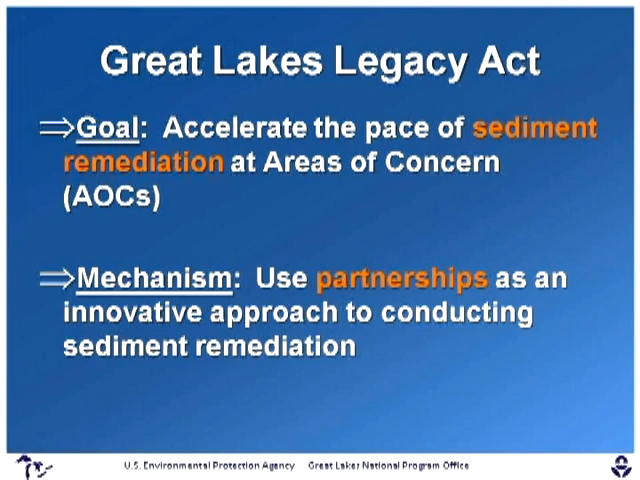 Great Lakes Legacy Act
⇒Goal: Accelerate the pace of sediment
remediation at Areas of Concern
(AOCs)
⇒Mechanism: Use partnerships as an
innovative approach to conducting
sediment remediation
U.S. Environmental Protection Agency Great Lakes National Program Office